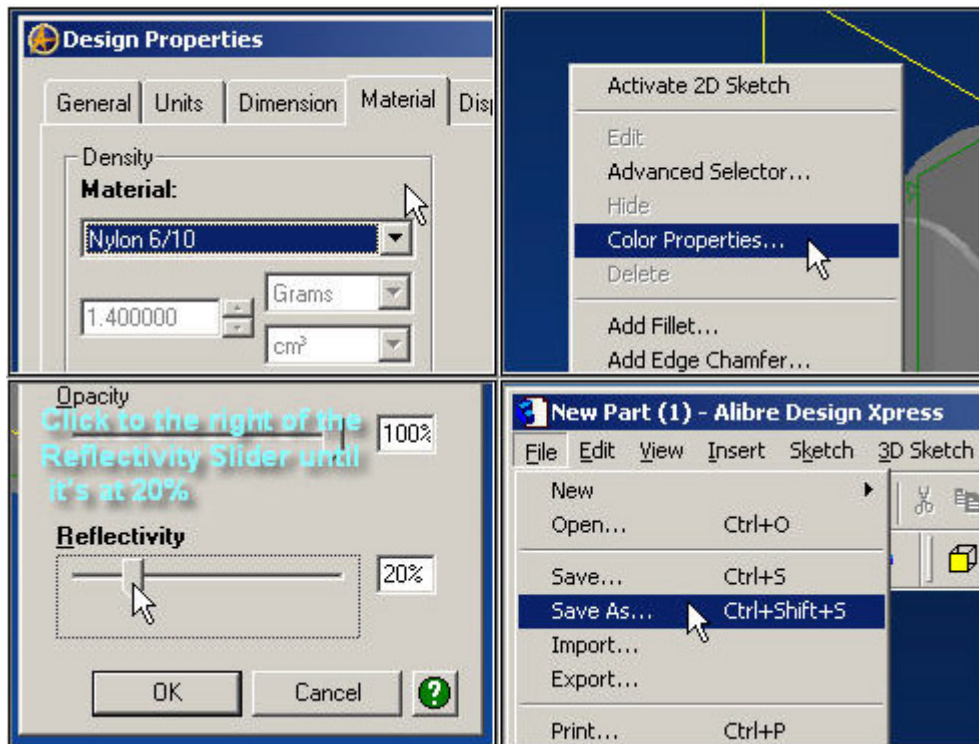 Design Properties
General Units Dimension Material Disp
Density
Material:
Nylon 6/10
1.400000
Grams
cm³
Activate 2D Sketch
Edit
Advanced Selector...
Hide
Color Properties...
Delete
Add Fillet...
Add Edge Chamfer...
Opacity
100%
Click to the right of the
Reflectivity Slider until
it's at 20%
Reflectivity
20%
OK Cancel ?
New Part (1) - Alibre Design Xpress
File Edit View Insert Sketch 3D Sketch
New
Open... Ctrl+O
Save... Ctrl+S
Save As... Ctrl+Shift+S
Import...
Export...
Print... Ctrl+P